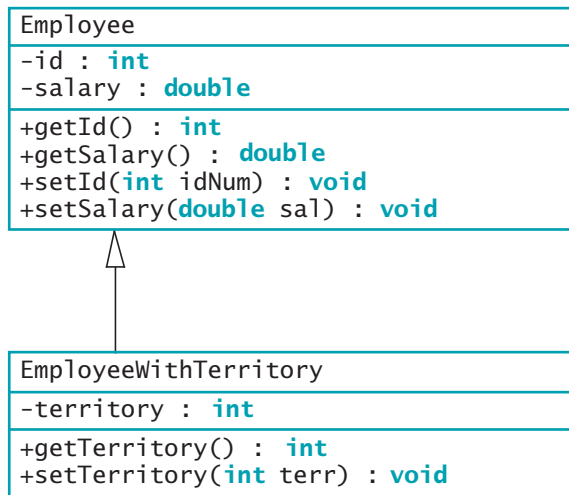 Employee
-id : int
-salary : double
+getId() : int
+getSalary() : double
+setId(int idNum) : void
+setSalary(double sal) : void
EmployeeWithTerritory
-territory : int
+getTerritory() : int
+setTerritory(int terr) : void